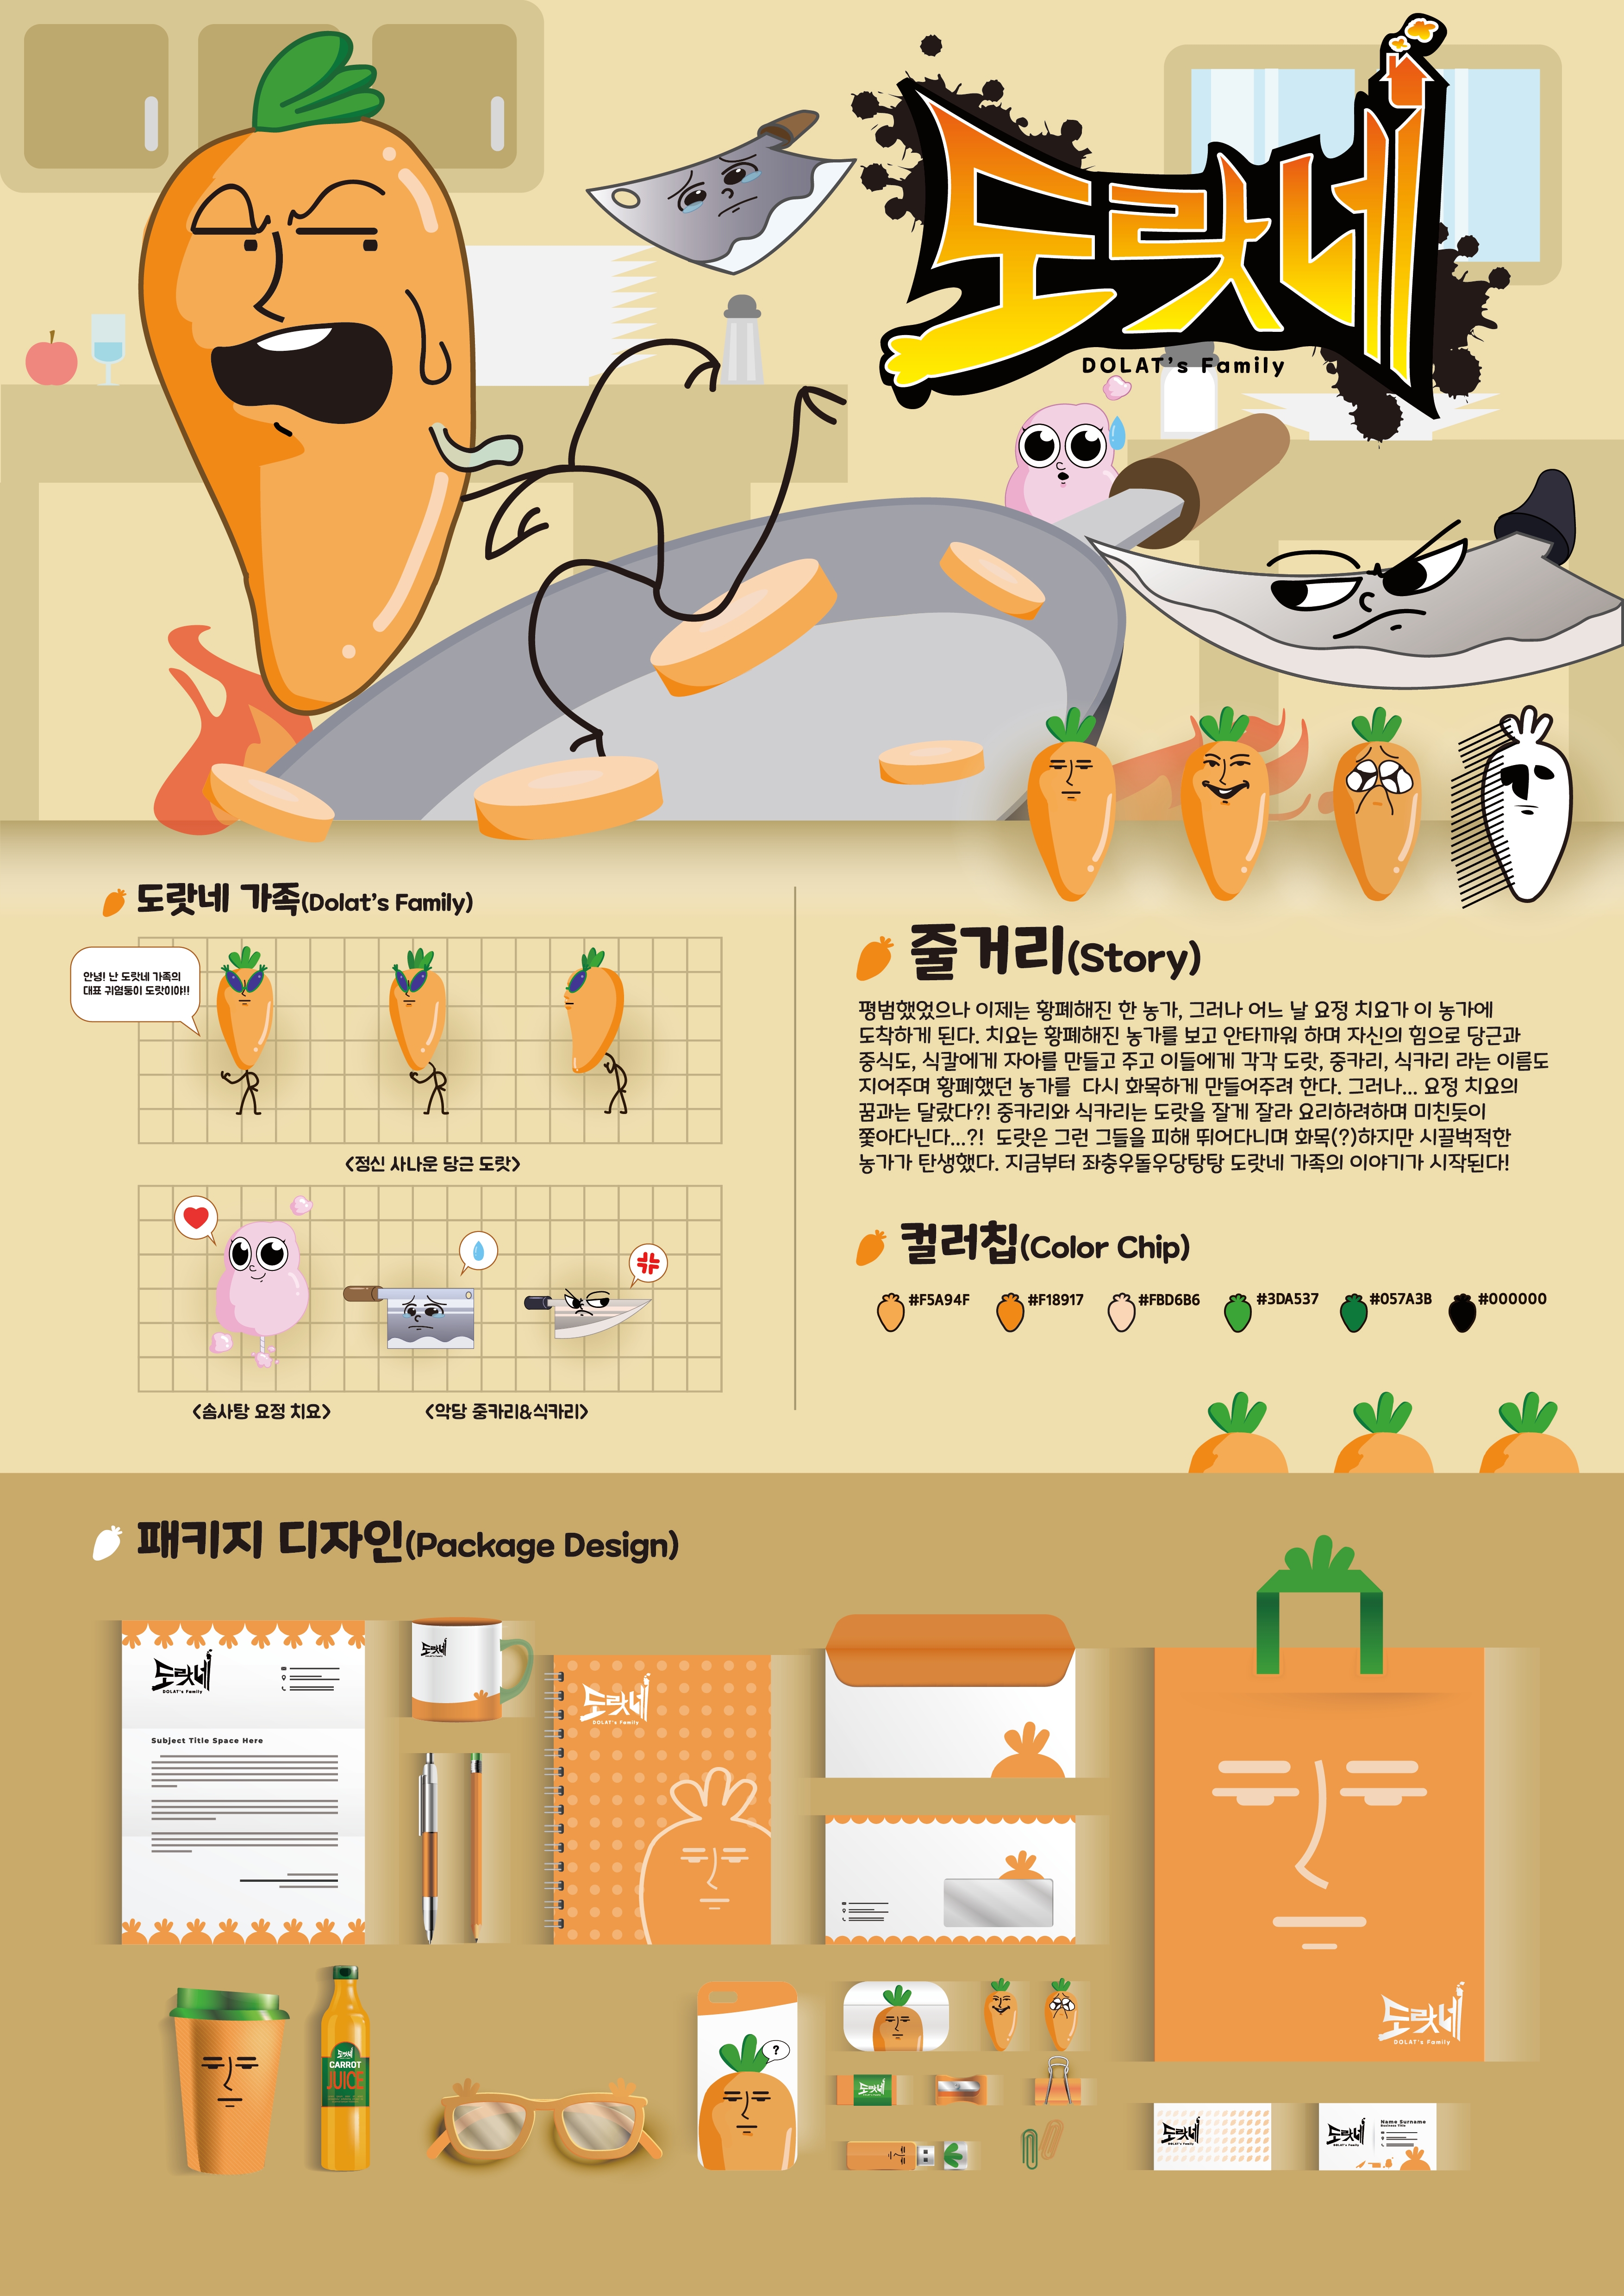 도랏네
DOLAT's Family
도랏네 가족(Dolat's Family)
안녕! 난 도랏네 가족의
대표 귀염둥이 도랏이야!!
<정신 사나운 당근 도랏>
<솜사탕 요정 치요>
<악당 중카리&식카리>
줄거리(Story)
평범했었으나 이제는 황폐해진 한 농가, 그러나 어느 날 요정 치요가 이 농가에
도착하게 된다. 치요는 황폐해진 농가를 보고 안타까워 하며 자신의 힘으로 당근과
중식도, 식칼에게 자아를 만들고 주고 이들에게 각각 도랏, 중카리, 식카리 라는 이름도
지어주며 황폐했던 농가를 다시 화목하게 만들어주려 한다. 그러나... 요정 치요의
꿈과는 달랐다?! 중카리와 식카리는 도랏을 잘게 잘라 요리하려하며 미친듯이
쫓아다닌다...?! 도랏은 그런 그들을 피해 뛰어다니며 화목(?)하지만 시끌벅적한
농가가 탄생했다. 지금부터 좌충우돌우당탕탕 도랏네 가족의 이야기가 시작된다!
컬러칩(Color Chip)
#F5A94F #F18917 #FBD6B6 #3DA537 #057A3B #000000
패키지 디자인(Package Design)
도랏네
DOLAT's Family
Subject Title Space Here
도랏네
DOLAT's Family
도랏네
DOLAT's Family
도랏네
DOLAT's Family
도랏네
CARROT
JUICE
?
도랏네
도랏네
DOLAT's Family
도랏네
DOLAT's Family
Name Surname
Business Title